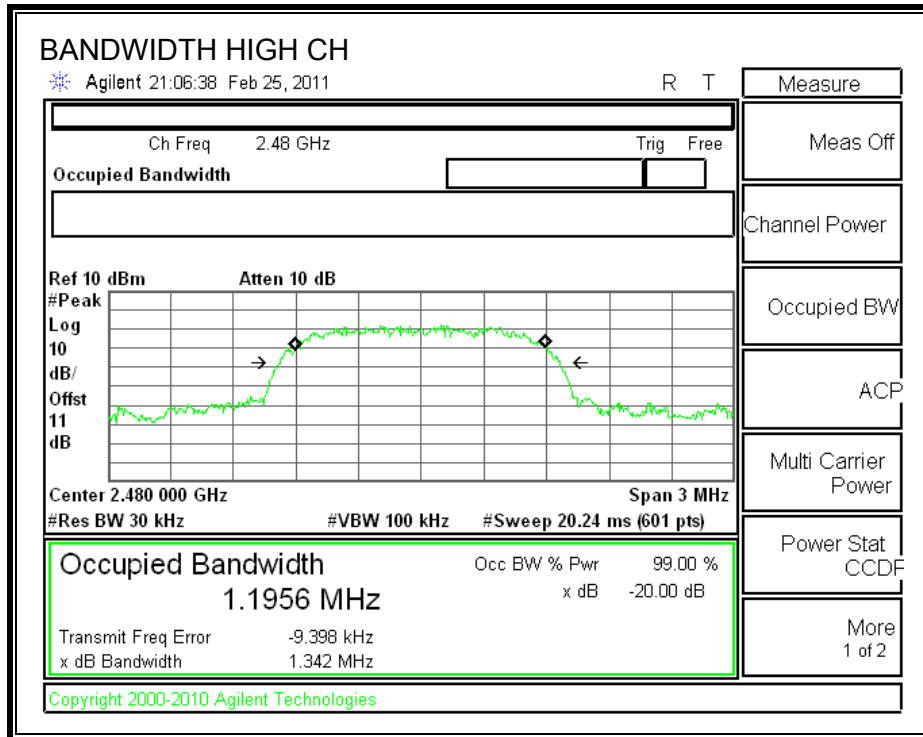 BANDWIDTH HIGH CH
Agilent 21:06:38 Feb 25, 2011 R T
Measure
Ch Freq 2.48 GHz Trig Free
Meas Off
Occupied Bandwidth
Channel Power
Ref 10 dBm Atten 10 dB
#Peak
Log
10
dB/
Offst
11
dB
Occupied BW
ACP
Multi Carrier
Power
Center 2.480 000 GHz Span 3 MHz
#Res BW 30 kHz #VBW 100 kHz #Sweep 20.24 ms (601 pts)
Power Stat
CCDF
Occupied Bandwidth Occ BW % Pwr 99.00 %
1.1956 MHz x dB -20.00 dB
Transmit Freq Error -9.398 kHz
x dB Bandwidth 1.342 MHz
More
1 of 2
Copyright 2000-2010 Agilent Technologies